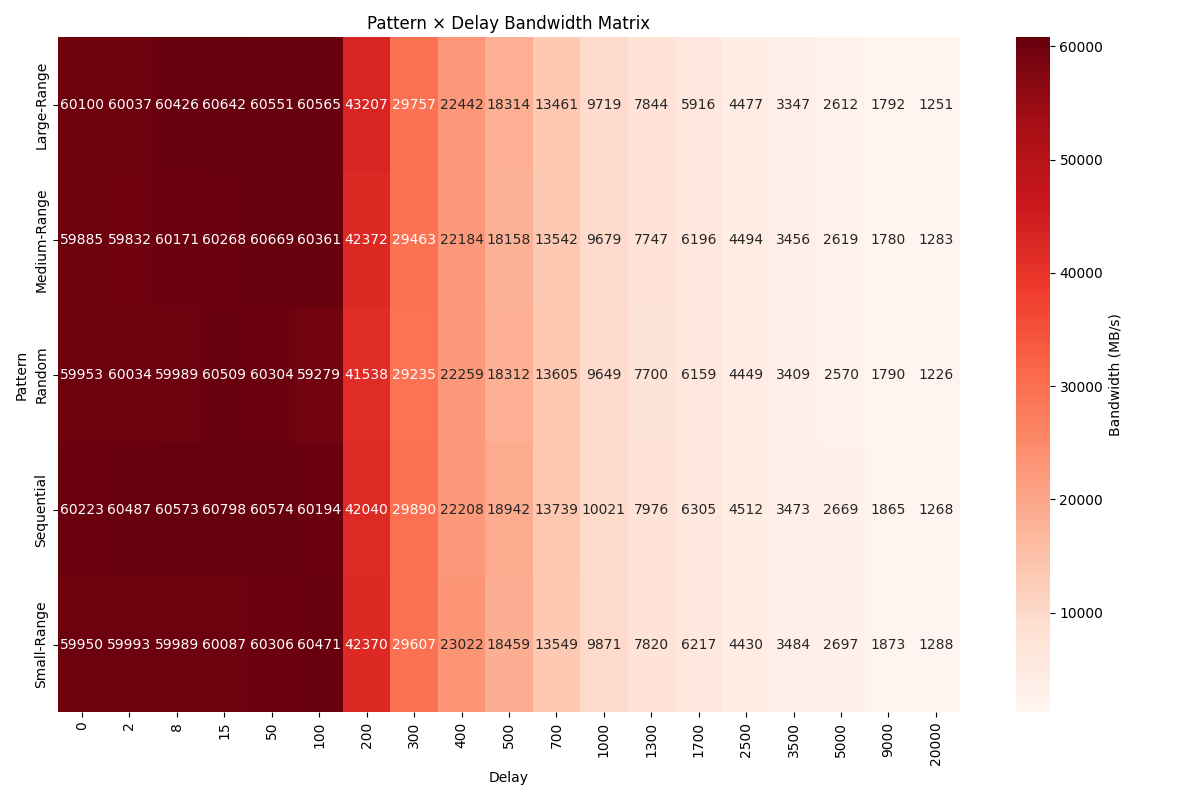 Pattern × Delay Bandwidth Matrix
Pattern
Large-Range
60100 60037 60426 60642 60551 60565 43207 29757 22442 18314 13461 9719 7844 5916 4477 3347 2612 1792 1251
Medium-Range
59885 59832 60171 60268 60669 60361 42372 29463 22184 18158 13542 9679 7747 6196 4494 3456 2619 1780 1283
Random
59953 60034 59989 60509 60304 59279 41538 29235 22259 18312 13605 9649 7700 6159 4449 3409 2570 1790 1226
Sequential
60223 60487 60573 60798 60574 60194 42040 29890 22208 18942 13739 10021 7976 6305 4512 3473 2669 1865 1268
Small-Range
59950 59993 59989 60087 60306 60471 42370 29607 23022 18459 13549 9871 7820 6217 4430 3484 2697 1873 1288
0 2 8 15 50 100 200 300 400 500 700 1000 1300 1700 2500 3500 5000 9000 20000
Delay
60000
50000
40000
30000
20000
10000
Bandwidth (MB/s)